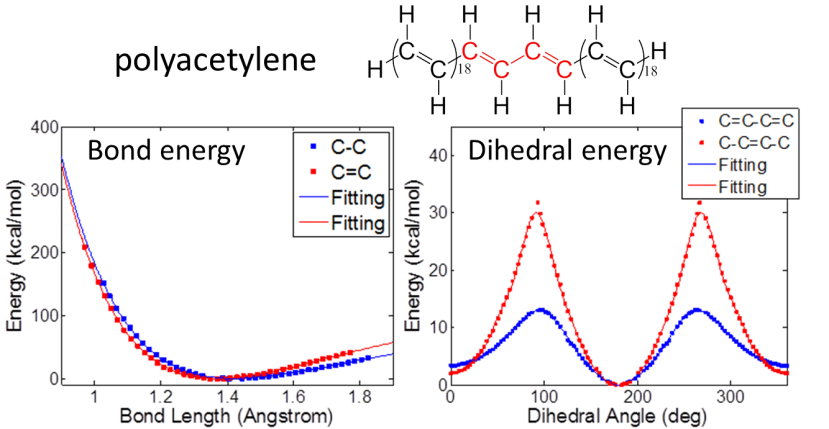 polyacetylene
H H H H
H ( C = C ) 18 C = C C = C ( C = C ) 18 H
H H H H
Bond energy
C-C
C=C
Fitting
Fitting
Energy (kcal/mol)
400
300
200
100
0
1 1.2 1.4 1.6 1.8
Bond Length (Angstrom)
Dihedral energy
C=C-C=C
C-C=C-C
Fitting
Fitting
Energy (kcal/mol)
40
30
20
10
0
0 100 200 300
Dihedral Angle (deg)